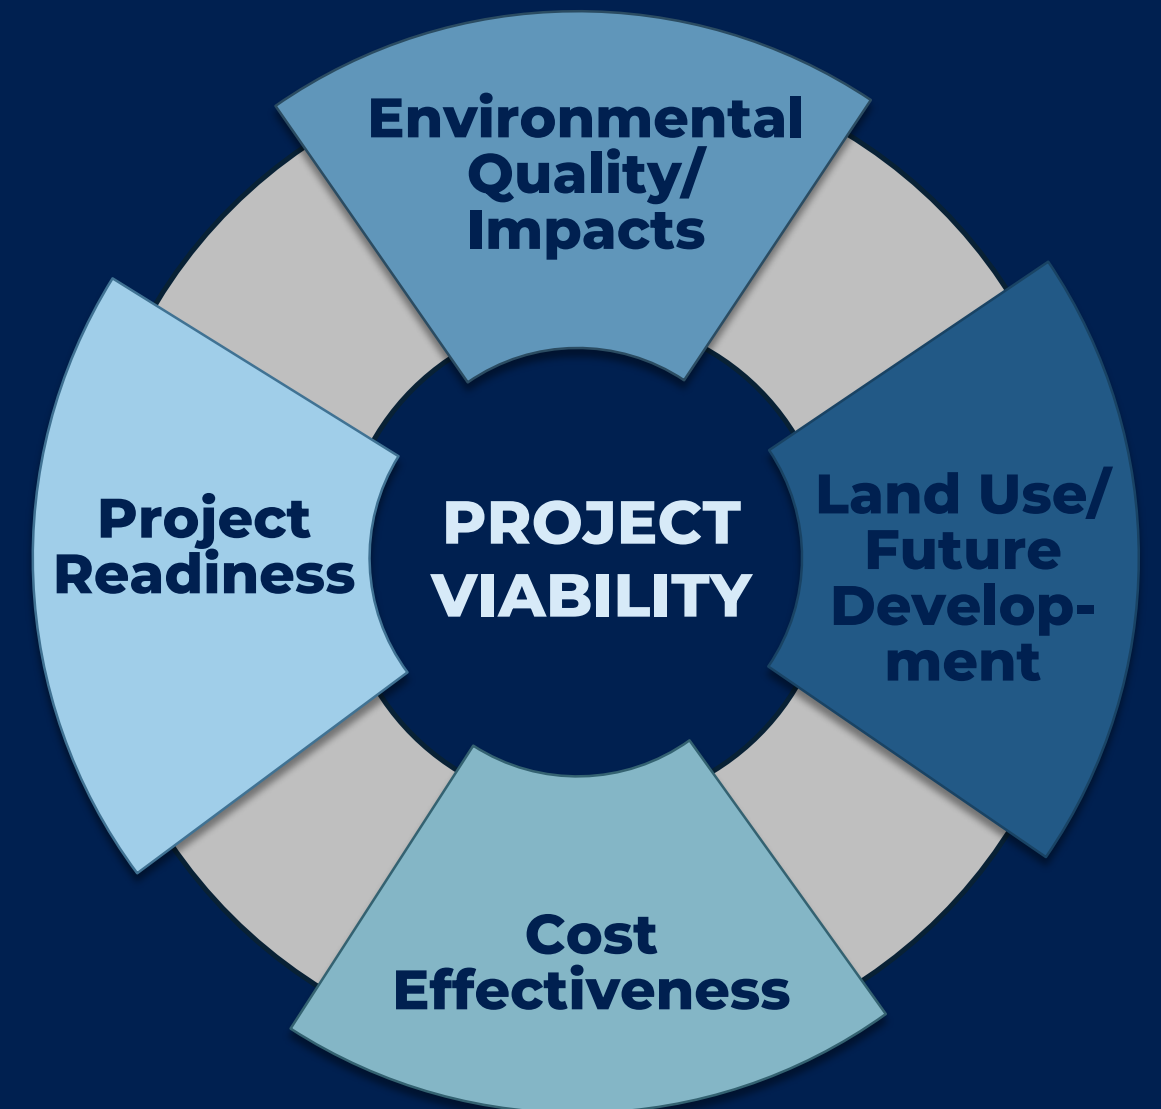 Environmental
Quality/
Impacts
Project
Readiness
PROJECT
VIABILITY
Land Use/
Future
Develop-
ment
Cost
Effectiveness